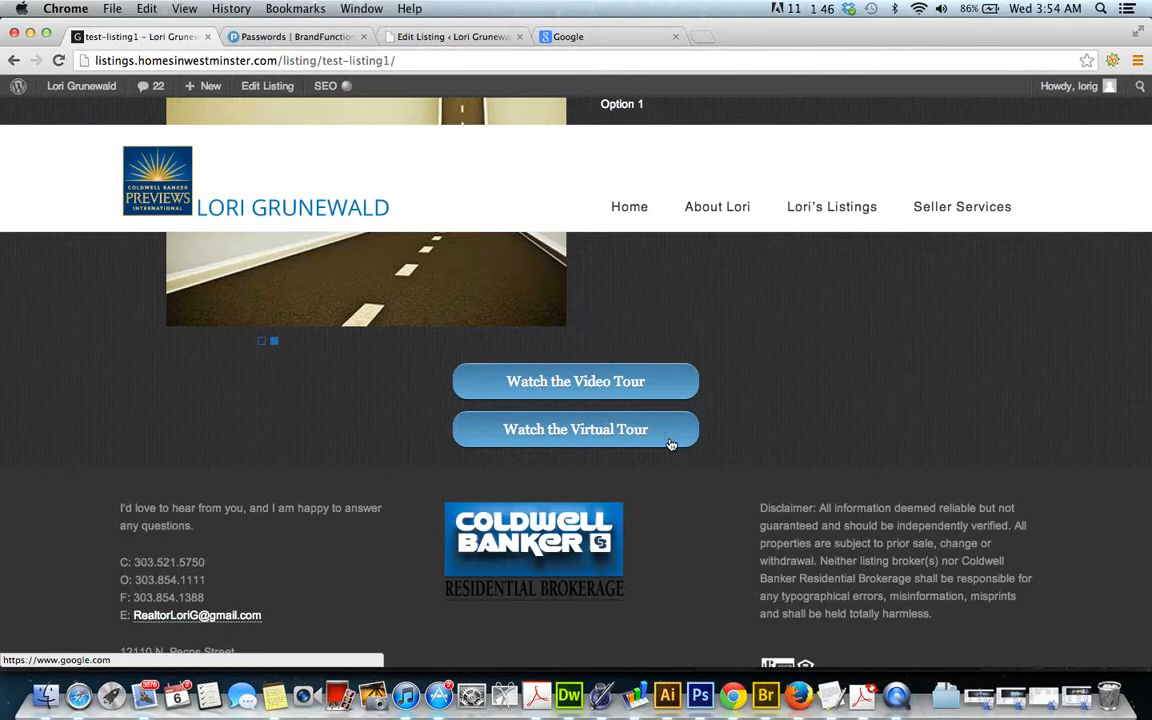 Chrome File Edit View History Bookmarks Window Help 11 1 46 86% Wed 3:54 AM
test-listing1 – Lori Grunew Passwords | BrandFunction Edit Listing ‹ Lori Grunewa Google
listings.homesinwestminster.com/listing/test-listing1/
Lori Grunewald 22 + New Edit Listing SEO Howdy, lorig
Option 1
COLDWELL BANKER
PREVIEWS
INTERNATIONAL
LORI GRUNEWALD
Home About Lori Lori's Listings Seller Services
Watch the Video Tour
Watch the Virtual Tour
I'd love to hear from you, and I am happy to answer
any questions.
C: 303.521.5750
O: 303.854.1111
F: 303.854.1388
E: RealtorLoriG@gmail.com
12110 N. Pecos Street
COLDWELL
BANKER
RESIDENTIAL BROKERAGE
Disclaimer: All information deemed reliable but not
guaranteed and should be independently verified. All
properties are subject to prior sale, change or
withdrawal. Neither listing broker(s) nor Coldwell
Banker Residential Brokerage shall be responsible for
any typographical errors, misinformation, misprints
and shall be held totally harmless.
https://www.google.com
Dw Ai Ps Br